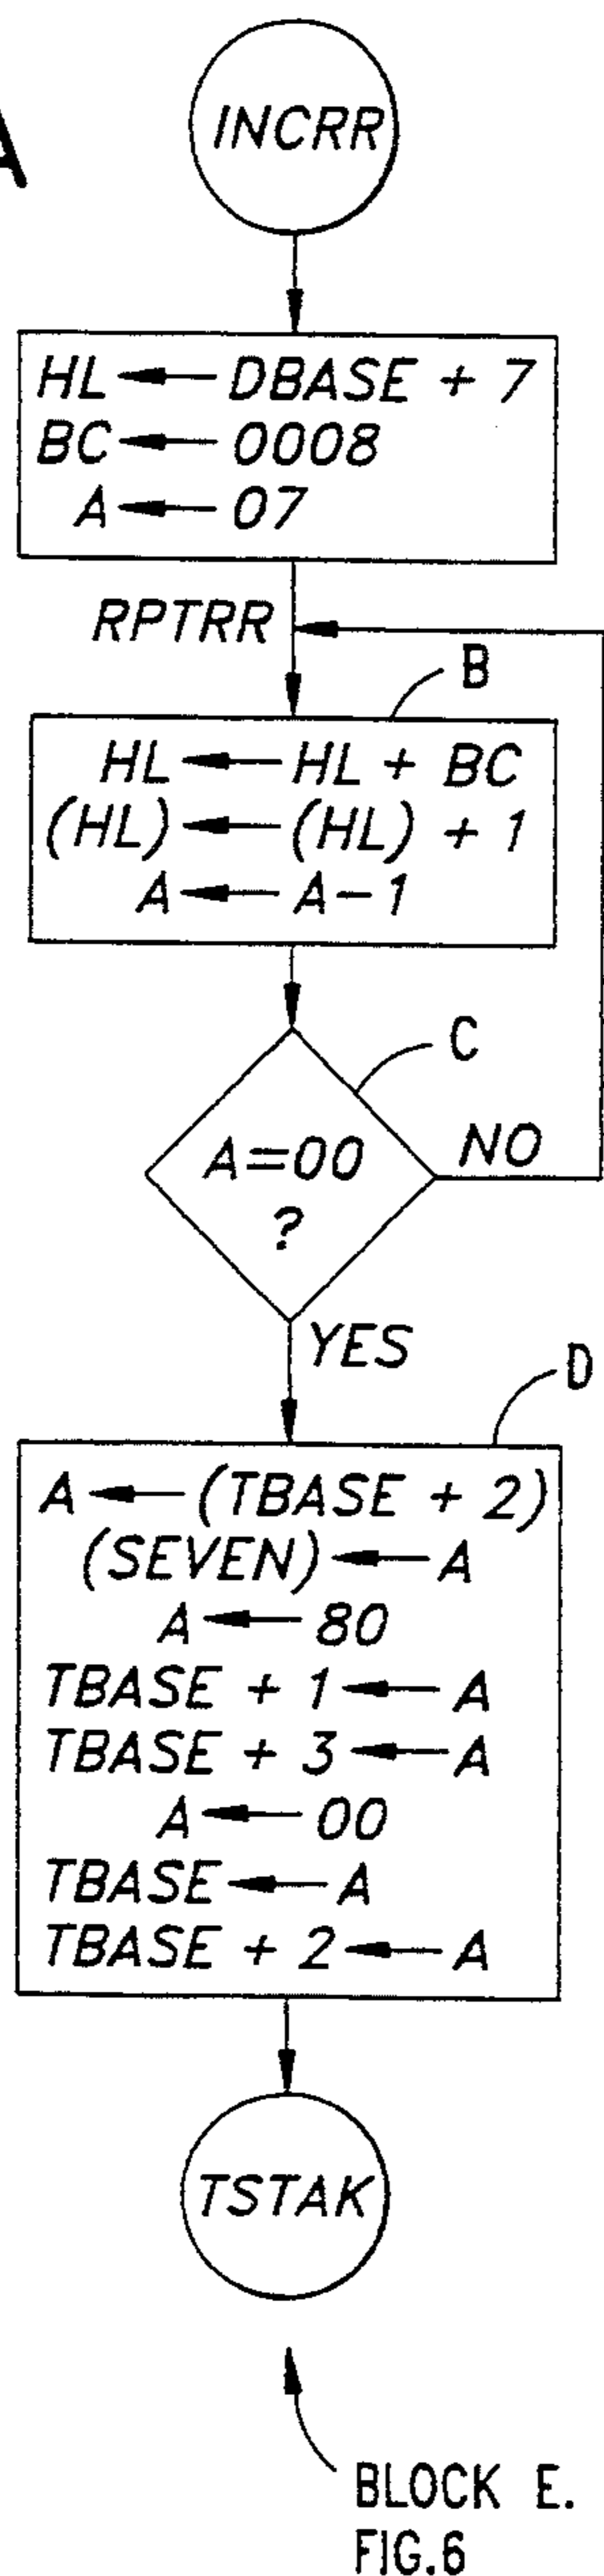 A
INCRR
HL ← DBASE + 7
BC ← 0008
A ← 07
RPTRR
B
HL ← HL + BC
(HL) ← (HL) + 1
A ← A-1
C
A=00
?
NO
YES
D
A ← (TBASE + 2)
(SEVEN) ← A
A ← 80
TBASE + 1 ← A
TBASE + 3 ← A
A ← 00
TBASE ← A
TBASE + 2 ← A
TSTAK
BLOCK E.
FIG.6